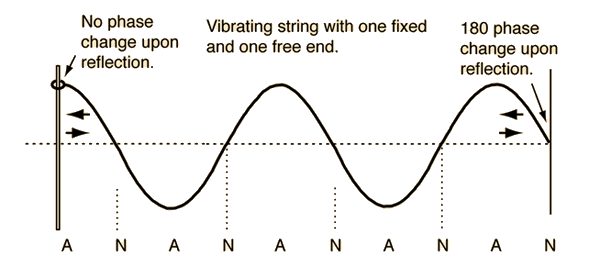 No phase
change upon
reflection.
Vibrating string with one fixed
and one free end.
180 phase
change upon
reflection.
A N A N A N A N A N